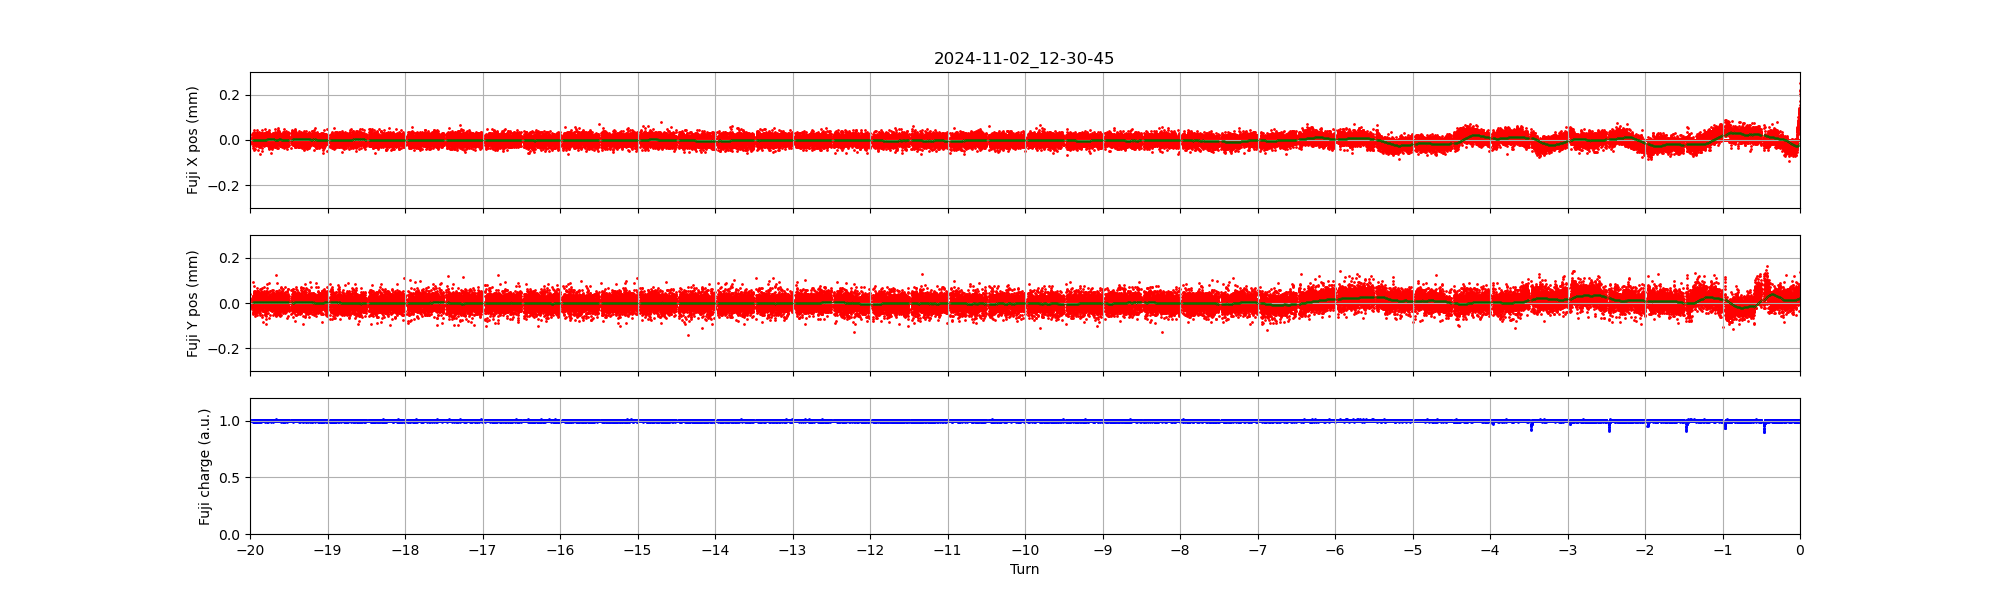 2024-11-02_12-30-45
Fuji X pos (mm)
0.2
0.0
−0.2
Fuji Y pos (mm)
0.2
0.0
−0.2
Fuji charge (a.u.)
1.0
0.5
0.0
−20 −19 −18 −17 −16 −15 −14 −13 −12 −11 −10 −9 −8 −7 −6 −5 −4 −3 −2 −1 0
Turn